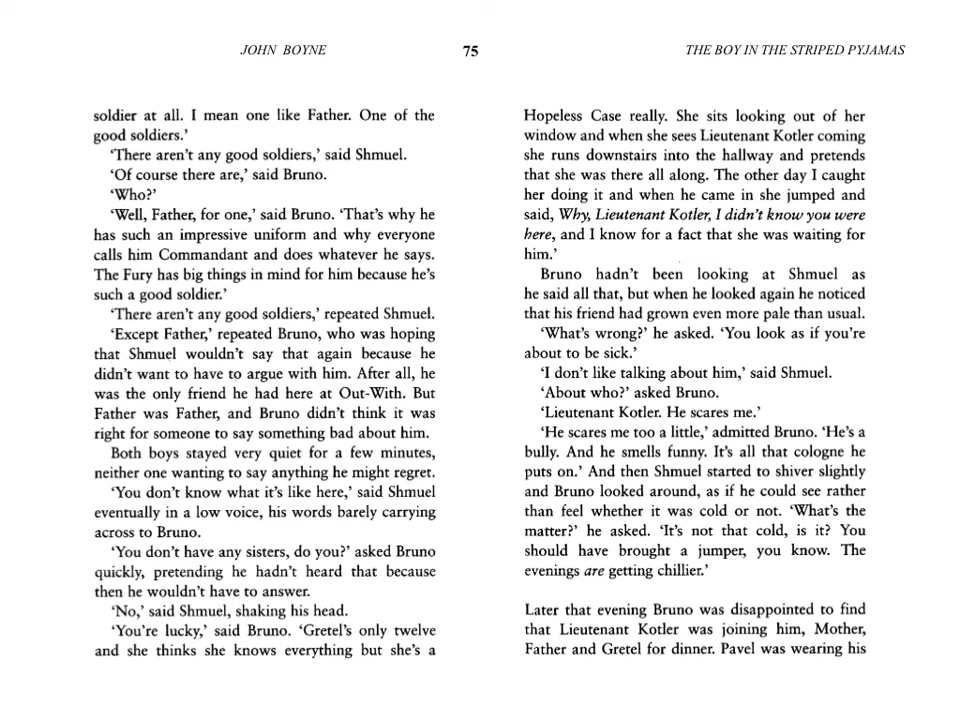 JOHN BOYNE
75
THE BOY IN THE STRIPED PYJAMAS
soldier at all. I mean one like Father. One of the
good soldiers.’
‘There aren’t any good soldiers,’ said Shmuel.
‘Of course there are,’ said Bruno.
‘Who?’
‘Well, Father, for one,’ said Bruno. ‘That’s why he
has such an impressive uniform and why everyone
calls him Commandant and does whatever he says.
The Fury has big things in mind for him because he’s
such a good soldier.’
‘There aren’t any good soldiers,’ repeated Shmuel.
‘Except Father,’ repeated Bruno, who was hoping
that Shmuel wouldn’t say that again because he
didn’t want to have to argue with him. After all, he
was the only friend he had here at Out-With. But
Father was Father, and Bruno didn’t think it was
right for someone to say something bad about him.
Both boys stayed very quiet for a few minutes,
neither one wanting to say anything he might regret.
‘You don’t know what it’s like here,’ said Shmuel
eventually in a low voice, his words barely carrying
across to Bruno.
‘You don’t have any sisters, do you?’ asked Bruno
quickly, pretending he hadn’t heard that because
then he wouldn’t have to answer.
‘No,’ said Shmuel, shaking his head.
‘You’re lucky,’ said Bruno. ‘Gretel’s only twelve
and she thinks she knows everything but she’s a
Hopeless Case really. She sits looking out of her
window and when she sees Lieutenant Kotler coming
she runs downstairs into the hallway and pretends
that she was there all along. The other day I caught
her doing it and when he came in she jumped and
said, Why, Lieutenant Kotler, I didn’t know you were
here, and I know for a fact that she was waiting for
him.’
Bruno hadn’t been looking at Shmuel as
he said all that, but when he looked again he noticed
that his friend had grown even more pale than usual.
‘What’s wrong?’ he asked. ‘You look as if you’re
about to be sick.’
‘I don’t like talking about him,’ said Shmuel.
‘About who?’ asked Bruno.
‘Lieutenant Kotler. He scares me.’
‘He scares me too a little,’ admitted Bruno. ‘He’s a
bully. And he smells funny. It’s all that cologne he
puts on.’ And then Shmuel started to shiver slightly
and Bruno looked around, as if he could see rather
than feel whether it was cold or not. ‘What’s the
matter?’ he asked. ‘It’s not that cold, is it? You
should have brought a jumper, you know. The
evenings are getting chillier.’
Later that evening Bruno was disappointed to find
that Lieutenant Kotler was joining him, Mother,
Father and Gretel for dinner. Pavel was wearing his